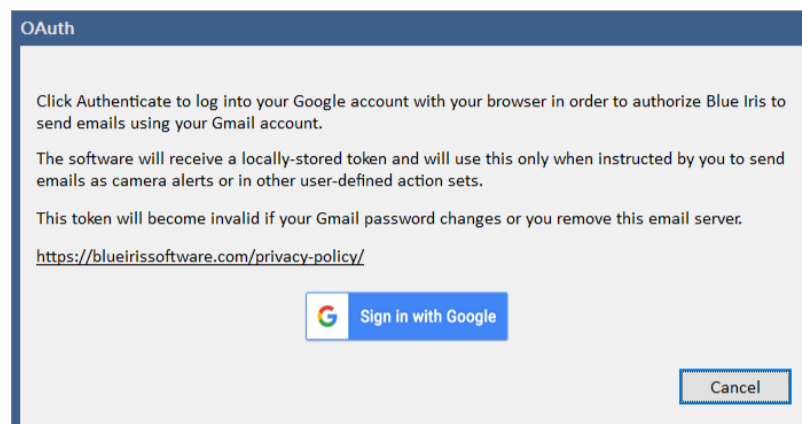 OAuth
Click Authenticate to log into your Google account with your browser in order to authorize Blue Iris to
send emails using your Gmail account.
The software will receive a locally-stored token and will use this only when instructed by you to send
emails as camera alerts or in other user-defined action sets.
This token will become invalid if your Gmail password changes or you remove this email server.
https://blueirissoftware.com/privacy-policy/
G Sign in with Google
Cancel